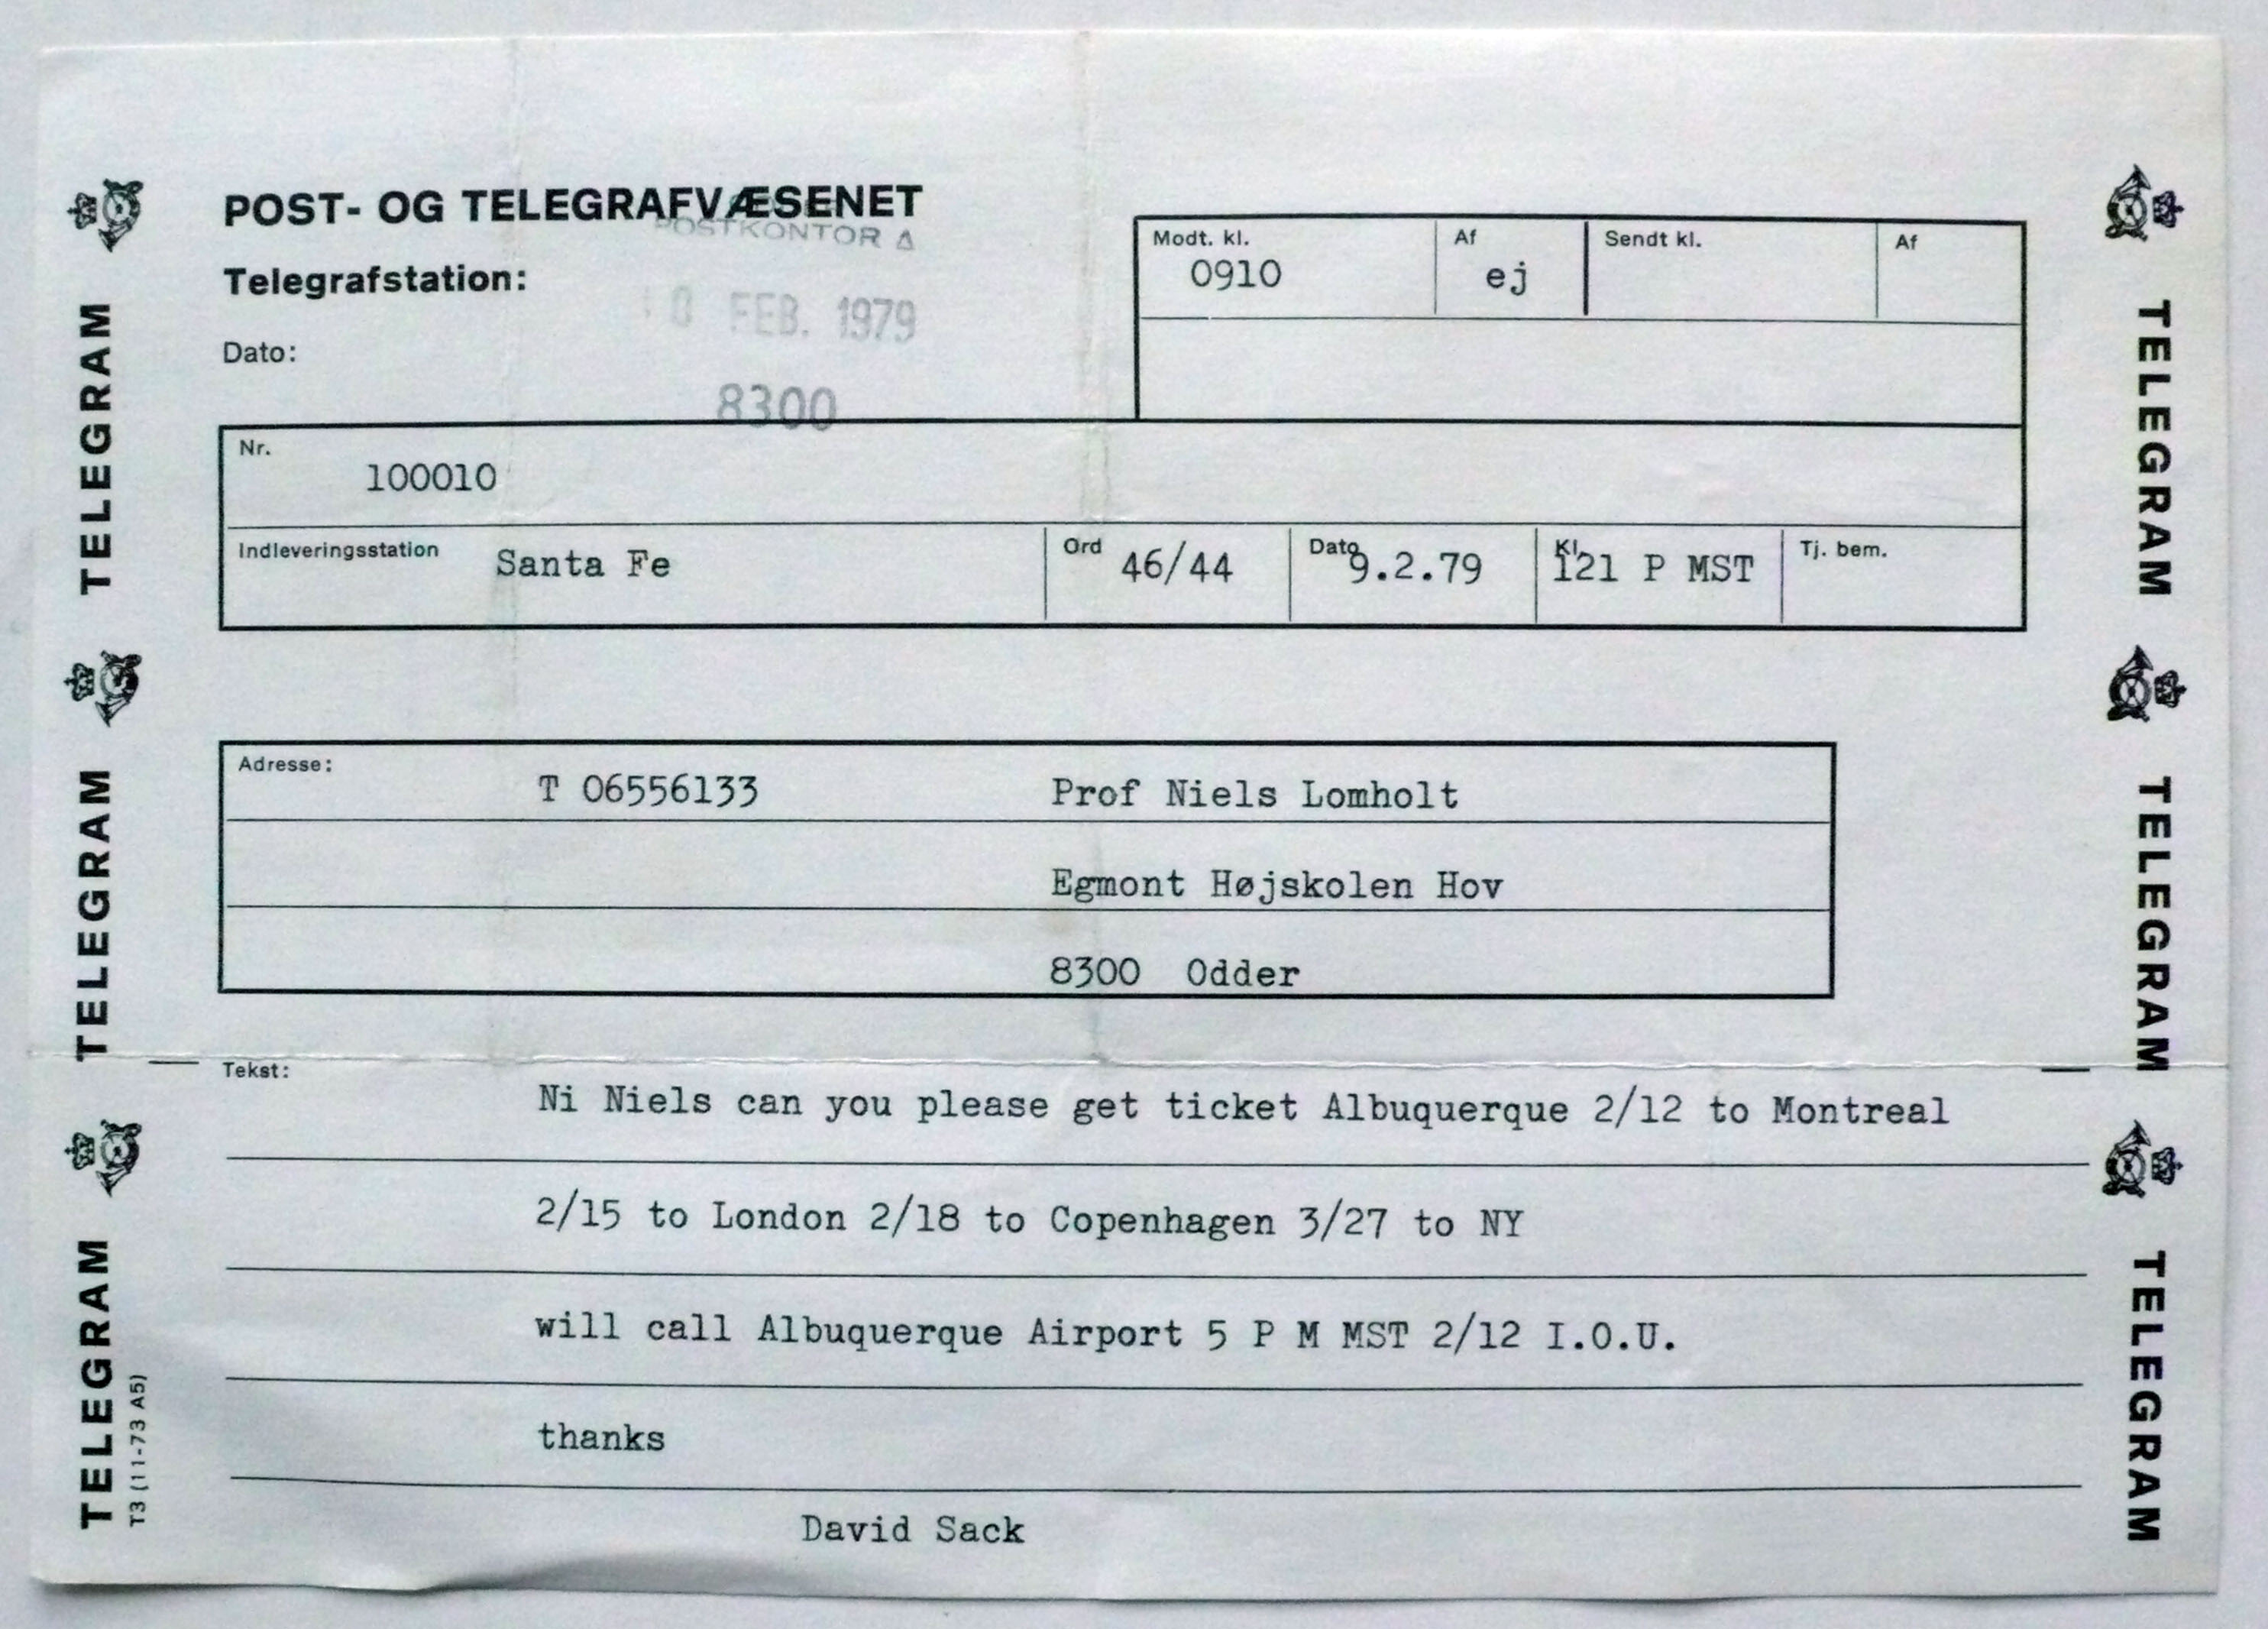 POST- OG TELEGRAFVÆSENET
POSTKONTOR A
Telegrafstation:
FEB. 1979
Dato:
8300
Modt. kl. 0910
Af ej
Sendt kl.
Af
Nr. 100010
Indleveringsstation Santa Fe
Ord 46/44
Dato 9.2.79
Kl. 121 P MST
Tj. bem.
Adresse: T 06556133 Prof Niels Lomholt
Egmont Højskolen Hov
8300 Odder
Tekst:
Ni Niels can you please get ticket Albuquerque 2/12 to Montreal
2/15 to London 2/18 to Copenhagen 3/27 to NY
will call Albuquerque Airport 5 P M MST 2/12 I.O.U.
thanks
David Sack
TELEGRAM
TELEGRAM
TELEGRAM
T3 (11-73 A5)
TELEGRAM
TELEGRAM
TELEGRAM